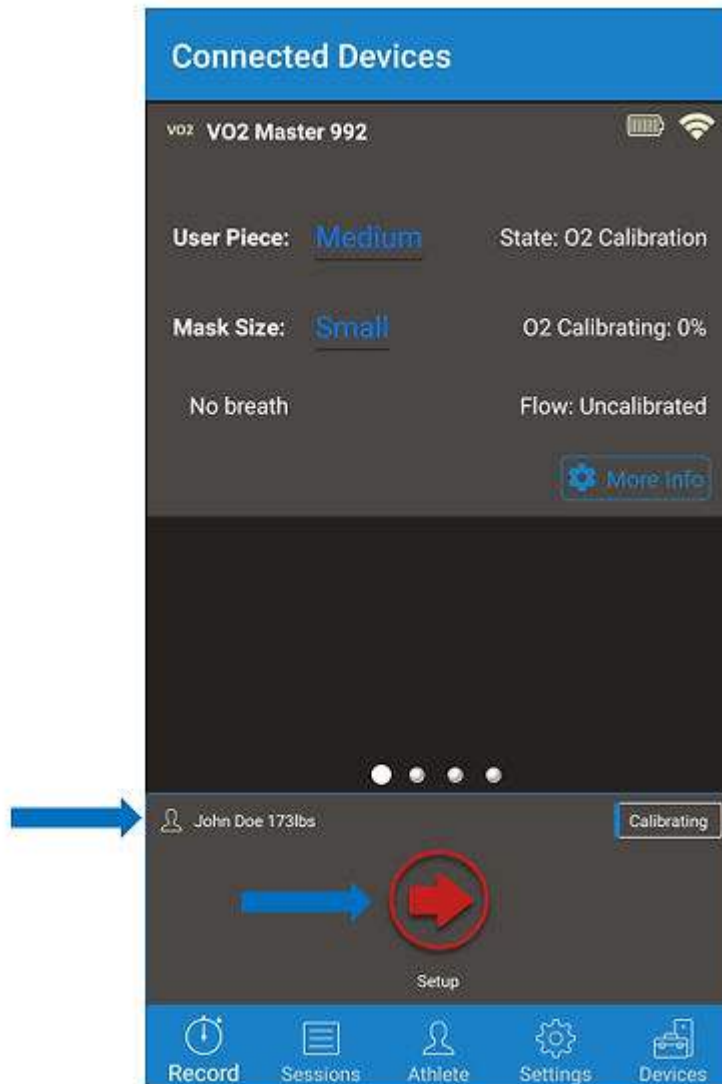 Connected Devices
VO2 VO2 Master 992
User Piece: Medium State: O2 Calibration
Mask Size: Small O2 Calibrating: 0%
No breath Flow: Uncalibrated
More Info
John Doe 173lbs Calibrating
Setup
Record Sessions Athlete Settings Devices